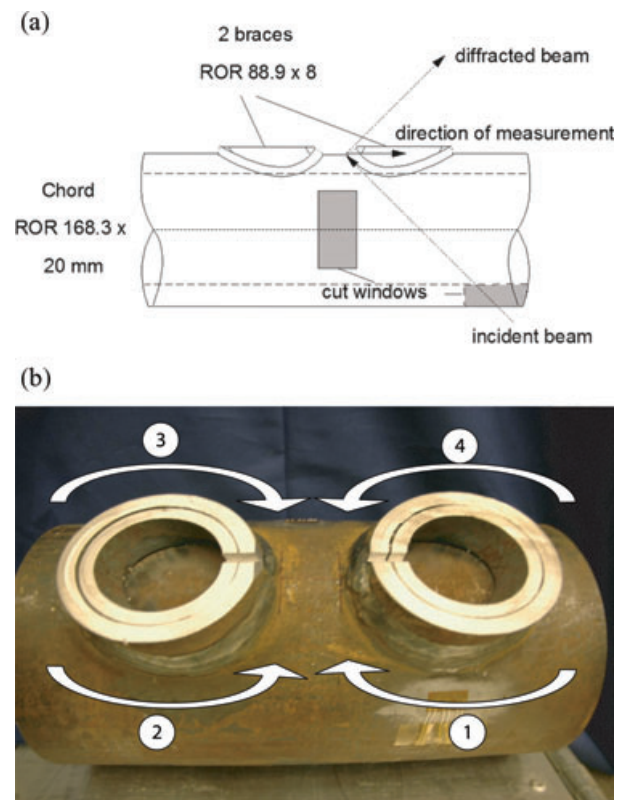 (a)
2 braces
ROR 88.9 x 8
diffracted beam
direction of measurement
Chord
ROR 168.3 x
20 mm
cut windows
incident beam
(b)
3
4
2
1